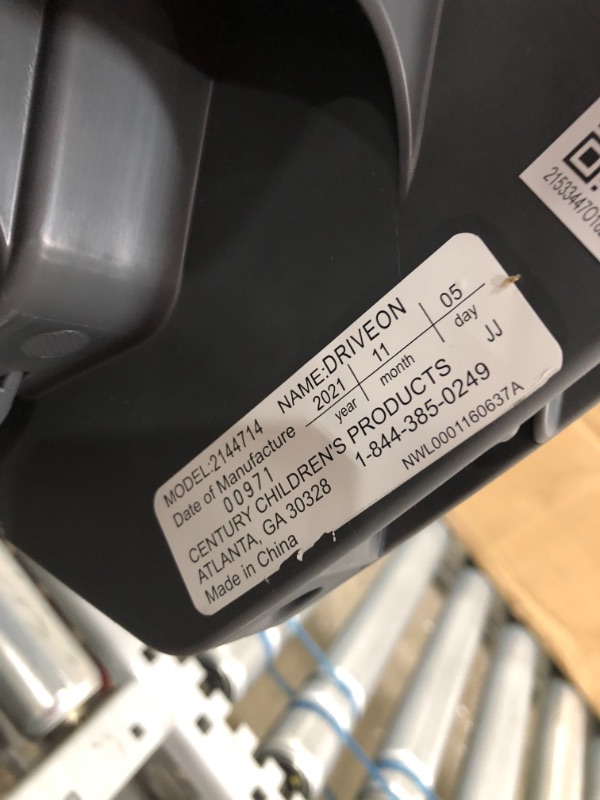 MODEL:2144714 NAME:DRIVEON
Date of Manufacture 2021 | 11 | 05
year month day
00971
CENTURY CHILDREN'S PRODUCTS JJ
ATLANTA, GA 30328 1-844-385-0249
Made in China NWL0001160637A